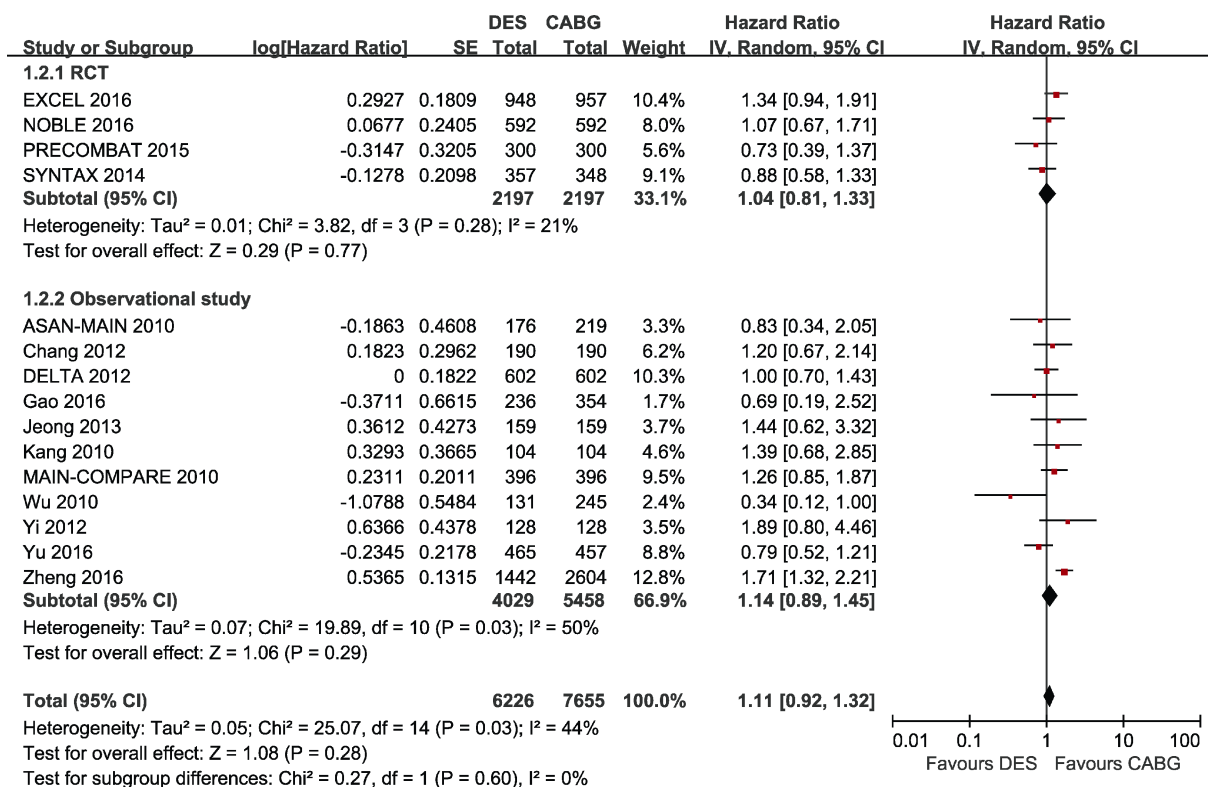 DES CABG Hazard Ratio Hazard Ratio
Study or Subgroup log[Hazard Ratio] SE Total Total Weight IV, Random, 95% CI IV, Random, 95% CI
1.2.1 RCT
EXCEL 2016 0.2927 0.1809 948 957 10.4% 1.34 [0.94, 1.91]
NOBLE 2016 0.0677 0.2405 592 592 8.0% 1.07 [0.67, 1.71]
PRECOMBAT 2015 -0.3147 0.3205 300 300 5.6% 0.73 [0.39, 1.37]
SYNTAX 2014 -0.1278 0.2098 357 348 9.1% 0.88 [0.58, 1.33]
Subtotal (95% CI) 2197 2197 33.1% 1.04 [0.81, 1.33]
Heterogeneity: Tau² = 0.01; Chi² = 3.82, df = 3 (P = 0.28); I² = 21%
Test for overall effect: Z = 0.29 (P = 0.77)
1.2.2 Observational study
ASAN-MAIN 2010 -0.1863 0.4608 176 219 3.3% 0.83 [0.34, 2.05]
Chang 2012 0.1823 0.2962 190 190 6.2% 1.20 [0.67, 2.14]
DELTA 2012 0 0.1822 602 602 10.3% 1.00 [0.70, 1.43]
Gao 2016 -0.3711 0.6615 236 354 1.7% 0.69 [0.19, 2.52]
Jeong 2013 0.3612 0.4273 159 159 3.7% 1.44 [0.62, 3.32]
Kang 2010 0.3293 0.3665 104 104 4.6% 1.39 [0.68, 2.85]
MAIN-COMPARE 2010 0.2311 0.2011 396 396 9.5% 1.26 [0.85, 1.87]
Wu 2010 -1.0788 0.5484 131 245 2.4% 0.34 [0.12, 1.00]
Yi 2012 0.6366 0.4378 128 128 3.5% 1.89 [0.80, 4.46]
Yu 2016 -0.2345 0.2178 465 457 8.8% 0.79 [0.52, 1.21]
Zheng 2016 0.5365 0.1315 1442 2604 12.8% 1.71 [1.32, 2.21]
Subtotal (95% CI) 4029 5458 66.9% 1.14 [0.89, 1.45]
Heterogeneity: Tau² = 0.07; Chi² = 19.89, df = 10 (P = 0.03); I² = 50%
Test for overall effect: Z = 1.06 (P = 0.29)
Total (95% CI) 6226 7655 100.0% 1.11 [0.92, 1.32]
Heterogeneity: Tau² = 0.05; Chi² = 25.07, df = 14 (P = 0.03); I² = 44%
Test for overall effect: Z = 1.08 (P = 0.28)
Test for subgroup differences: Chi² = 0.27, df = 1 (P = 0.60), I² = 0%
0.01 0.1 1 10 100
Favours DES Favours CABG